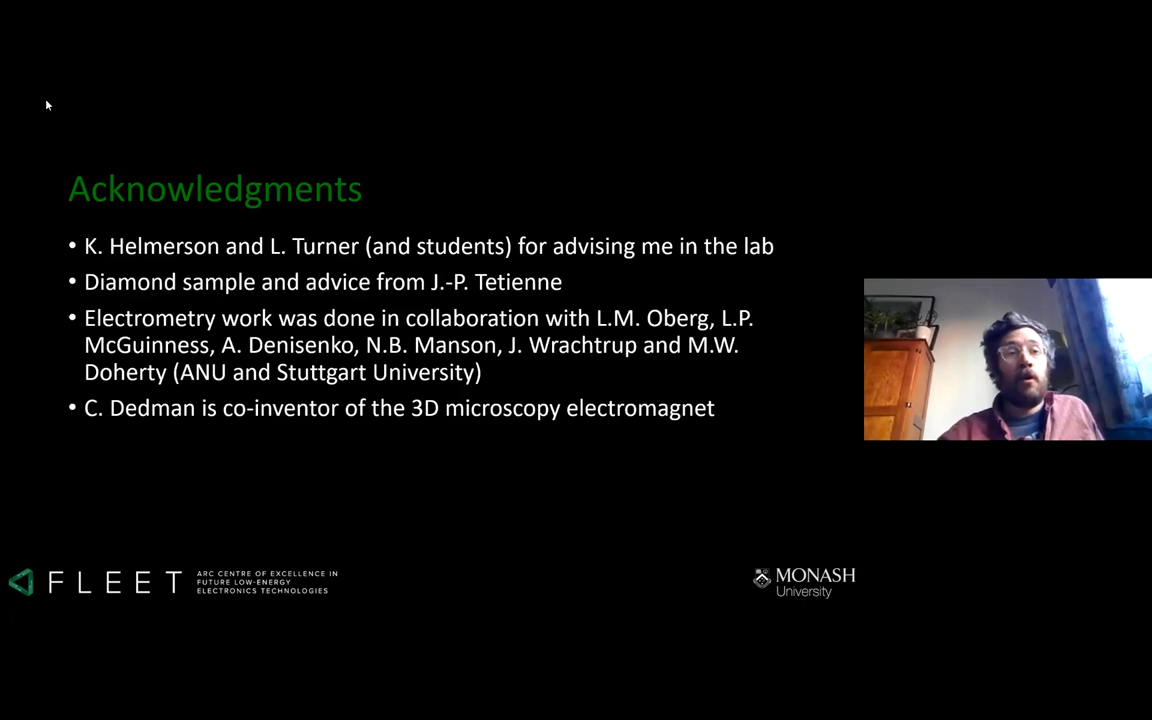 Acknowledgments
• K. Helmerson and L. Turner (and students) for advising me in the lab
• Diamond sample and advice from J.-P. Tetienne
• Electrometry work was done in collaboration with L.M. Oberg, L.P.
McGuinness, A. Denisenko, N.B. Manson, J. Wrachtrup and M.W.
Doherty (ANU and Stuttgart University)
• C. Dedman is co-inventor of the 3D microscopy electromagnet
FLEET
ARC CENTRE OF EXCELLENCE IN
FUTURE LOW-ENERGY
ELECTRONICS TECHNOLOGIES
MONASH
University